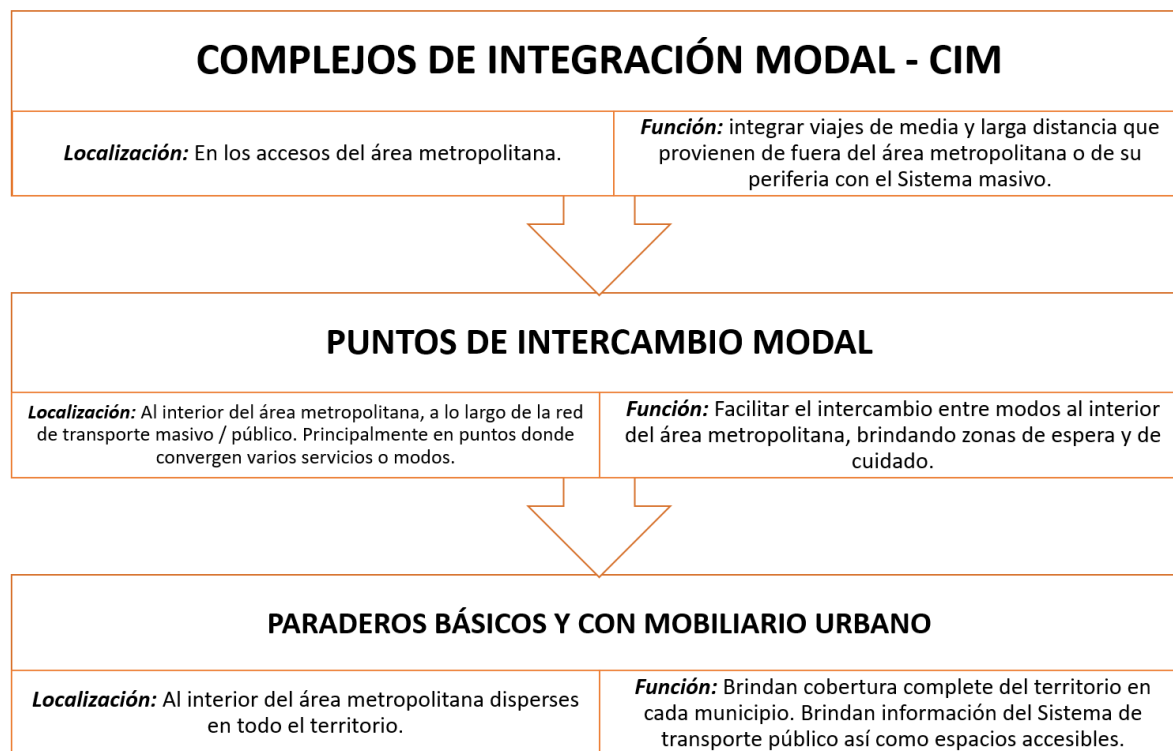 COMPLEJOS DE INTEGRACIÓN MODAL - CIM
Localización: En los accesos del área metropolitana.
Función: integrar viajes de media y larga distancia que
provienen de fuera del área metropolitana o de su
periferia con el Sistema masivo.
PUNTOS DE INTERCAMBIO MODAL
Localización: Al interior del área metropolitana, a lo largo de la red
de transporte masivo / público. Principalmente en puntos donde
convergen varios servicios o modos.
Función: Facilitar el intercambio entre modos al interior
del área metropolitana, brindando zonas de espera y de
cuidado.
PARADEROS BÁSICOS Y CON MOBILIARIO URBANO
Localización: Al interior del área metropolitana disperses
en todo el territorio.
Función: Brindan cobertura complete del territorio en
cada municipio. Brindan información del Sistema de
transporte público así como espacios accesibles.